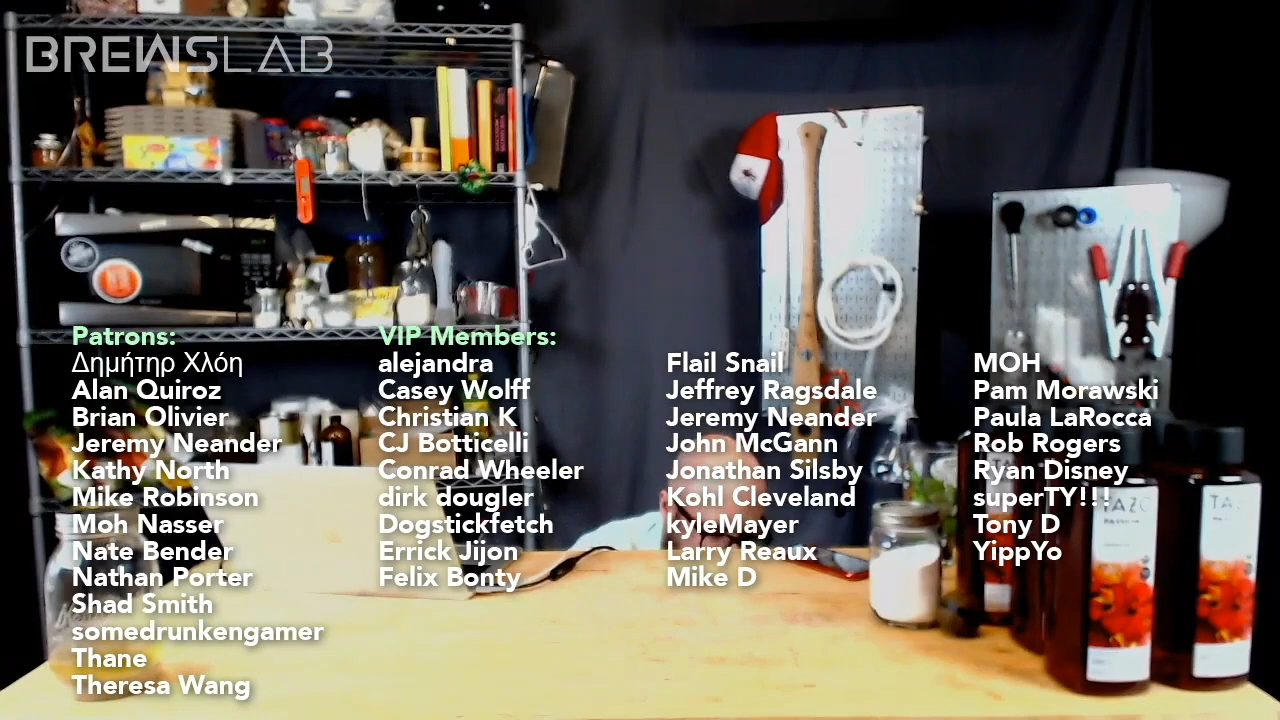 BREWSLAB
Patrons:
Δημήτηρ Χλόη
Alan Quiroz
Brian Olivier
Jeremy Neander
Kathy North
Mike Robinson
Moh Nasser
Nate Bender
Nathan Porter
Shad Smith
somedrunkengamer
Thane
Theresa Wang
VIP Members:
alejandra
Casey Wolff
Christian K
CJ Botticelli
Conrad Wheeler
dirk dougler
Dogstickfetch
Errick Jijon
Felix Bonty
Flail Snail
Jeffrey Ragsdale
Jeremy Neander
John McGann
Jonathan Silsby
Kohl Cleveland
kyleMayer
Larry Reaux
Mike D
MOH
Pam Morawski
Paula LaRocca
Rob Rogers
Ryan Disney
superTY!!!
Tony D
YippYo